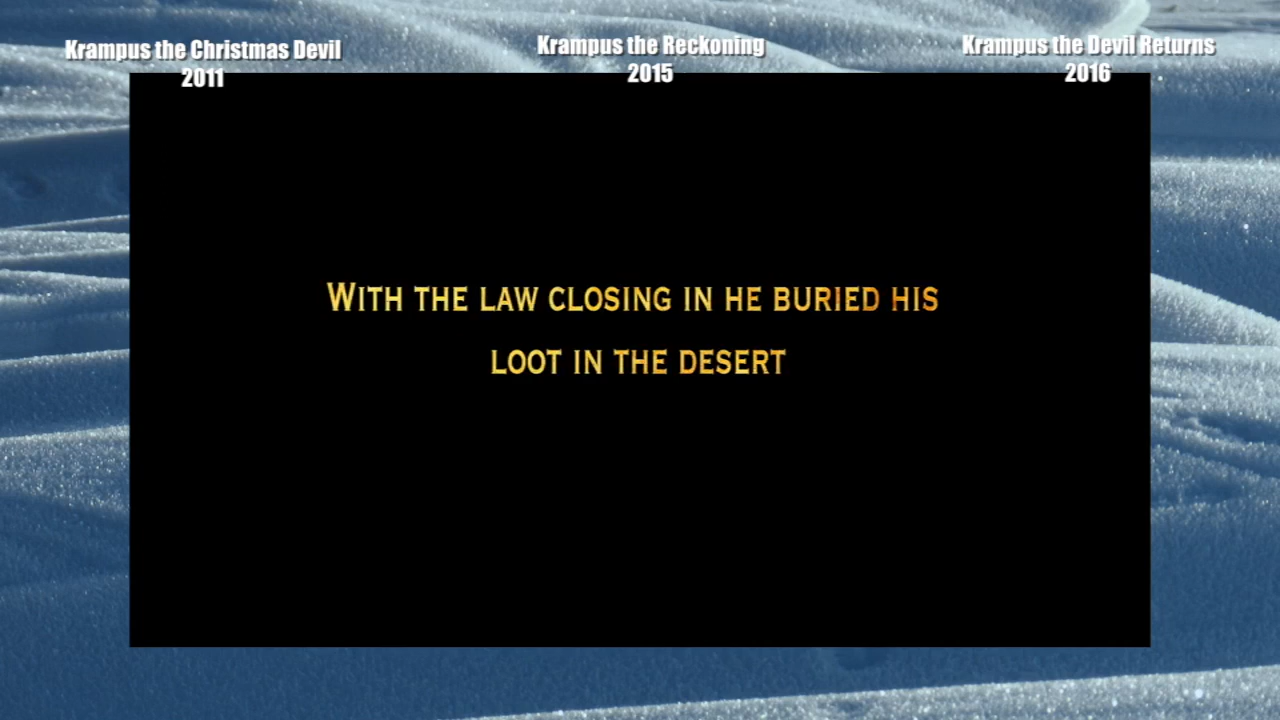 Krampus the Christmas Devil
2011
Krampus the Reckoning
2015
Krampus the Devil Returns
2016
WITH THE LAW CLOSING IN HE BURIED HIS
LOOT IN THE DESERT